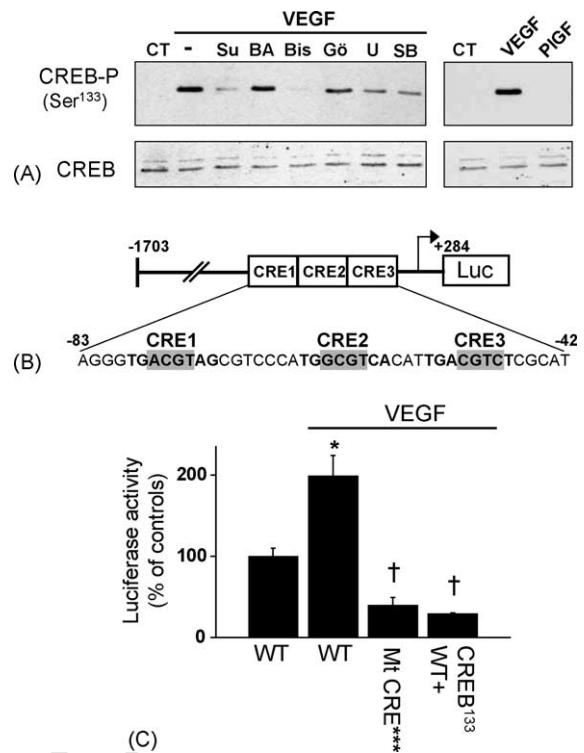 VEGF
CT - Su BA Bis Gö U SB
CT VEGF PlGF
CREB-P
(Ser133)
(A) CREB
-1703
+284
CRE1 CRE2 CRE3 Luc
-83 CRE1 CRE2 CRE3 -42
(B) AGGGTGACGTAGCGTCCCATGGCGTCACATTGACGTCTCGCAT
VEGF
Luciferase activity
(% of controls)
200
100
0
*
†
†
WT
WT
Mt CRE***
WT+
CREB133
(C)